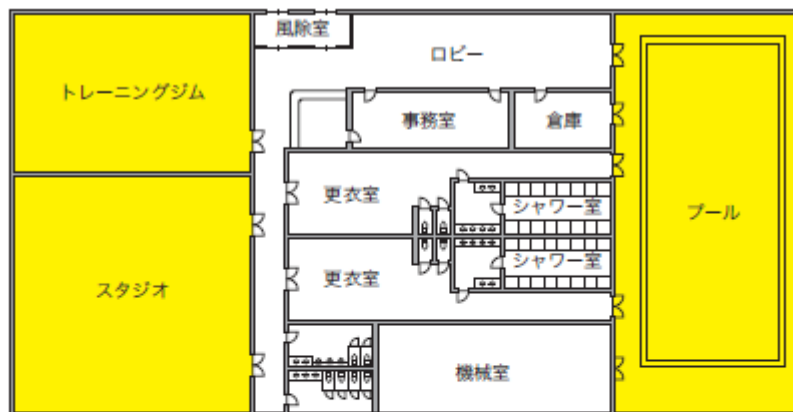 風除室
ロビー
トレーニングジム
事務室
倉庫
更衣室
シャワー室
プール
シャワー室
更衣室
スタジオ
機械室